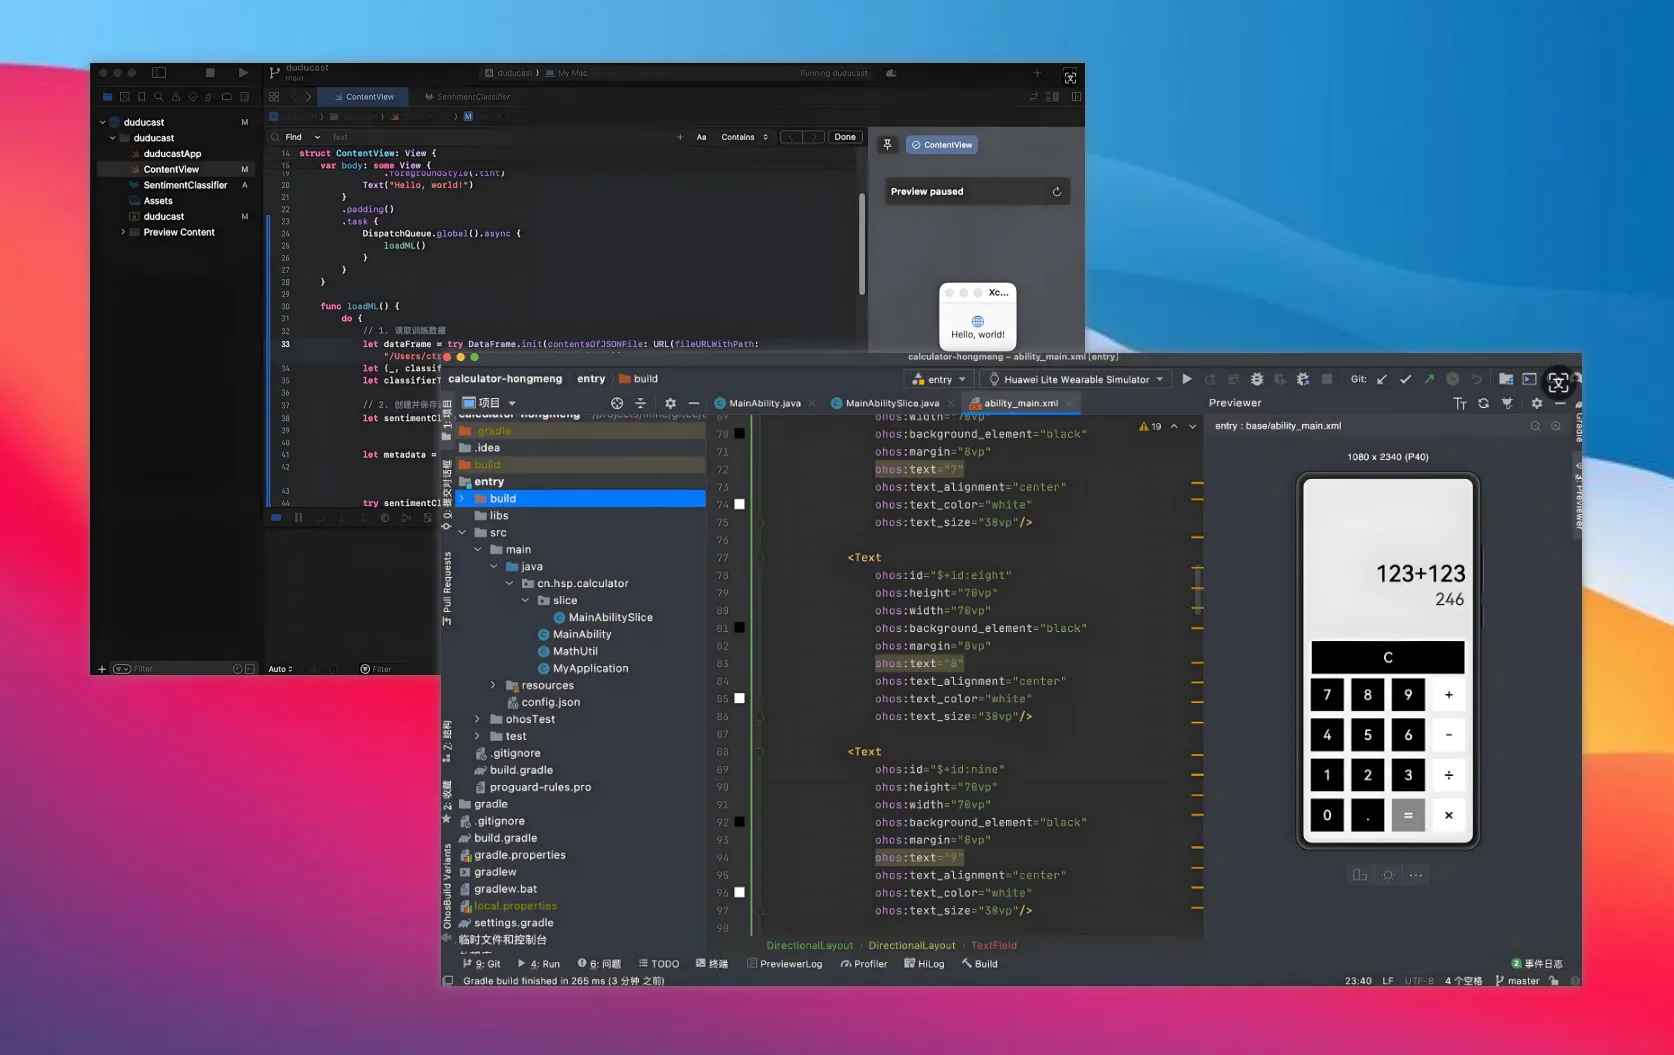 duducast
main
duducast
My Mac
Running duducast
ContentView
SentimentClassifier
duducast M
duducast
duducastApp
ContentView M
SentimentClassifier A
Assets
duducast M
Preview Content
Find
Text
Aa
Contains
Done
14 struct ContentView: View {
15 var body: some View {
19 .foregroundStyle(.tint)
20 Text("Hello, world!")
21 }
22 .padding()
23 .task {
24 DispatchQueue.global().async {
25 loadML()
26 }
27 }
28 }
29
30 func loadML() {
31 do {
32 // 1. 读取训练数据
33 let dataFrame = try DataFrame.init(contentsOfJSONFile: URL(fileURLWithPath:
"/Users/ctr
34 let (_, classif
35 let classifierT
36
37 // 2. 创建并保存
38 let sentimentCl
39
40
41 let metadata =
42
43
44 try sentimentCl
Filter
Auto
Filter
ContentView
Preview paused
Xc...
Hello, world!
calculator-hongmeng – ability_main.xml [entry]
calculator-hongmeng entry build
entry
Huawei Lite Wearable Simulator
Git:
项目
MainAbility.java
MainAbilitySlice.java
ability_main.xml
Previewer
calculator-hongmeng
.gradle
.idea
build
entry
build
libs
src
main
java
cn.hsp.calculator
slice
MainAbilitySlice
MainAbility
MathUtil
MyApplication
resources
config.json
ohosTest
test
.gitignore
build.gradle
proguard-rules.pro
gradle
.gitignore
build.gradle
gradle.properties
gradlew
gradlew.bat
local.properties
settings.gradle
临时文件和控制台
Pull Requests
Z: 结构
2: 收藏
OhosBuild Variants
19
69 ohos:width="70vp"
70 ohos:background_element="black"
71 ohos:margin="8vp"
72 ohos:text="7"
73 ohos:text_alignment="center"
74 ohos:text_color="white"
75 ohos:text_size="30vp"/>
76
77 <Text
78 ohos:id="$+id:eight"
79 ohos:height="70vp"
80 ohos:width="70vp"
81 ohos:background_element="black"
82 ohos:margin="8vp"
83 ohos:text="8"
84 ohos:text_alignment="center"
85 ohos:text_color="white"
86 ohos:text_size="30vp"/>
87
88 <Text
89 ohos:id="$+id:nine"
90 ohos:height="70vp"
91 ohos:width="70vp"
92 ohos:background_element="black"
93 ohos:margin="8vp"
94 ohos:text="9"
95 ohos:text_alignment="center"
96 ohos:text_color="white"
97 ohos:text_size="30vp"/>
98
DirectionalLayout DirectionalLayout TextField
entry : base/ability_main.xml
1080 x 2340 (P40)
123+123
246
C
7 8 9 +
4 5 6 -
1 2 3 ÷
0 . = ×
Gradle
Previewer
9: Git
4: Run
6: 问题
TODO
终端
PreviewerLog
Profiler
HiLog
Build
2 事件日志
Gradle build finished in 265 ms (3 分钟 之前)
23:40 LF UTF-8 4 个空格 master